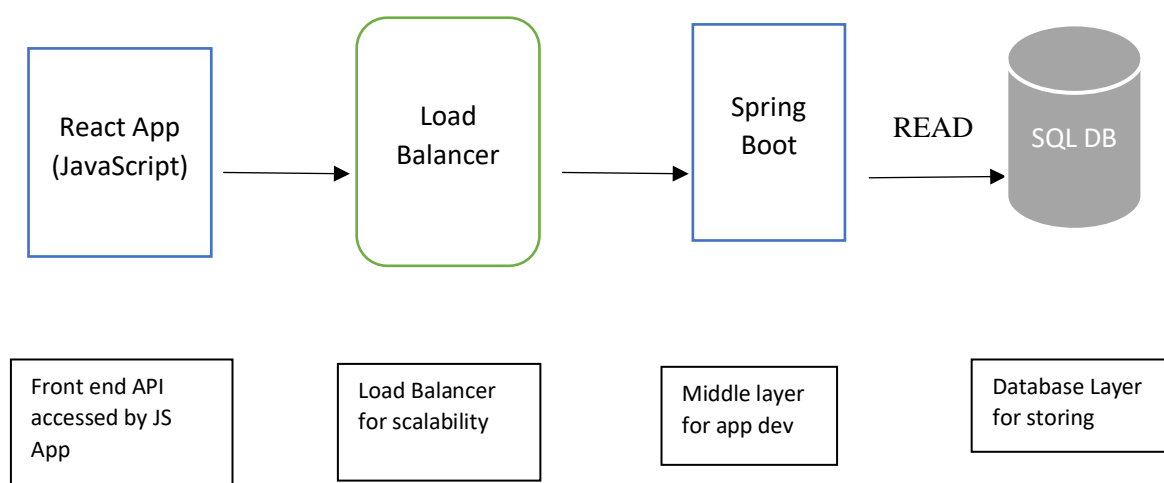 React App
(JavaScript)
Load
Balancer
Spring
Boot
READ
SQL DB
Front end API
accessed by JS
App
Load Balancer
for scalability
Middle layer
for app dev
Database Layer
for storing